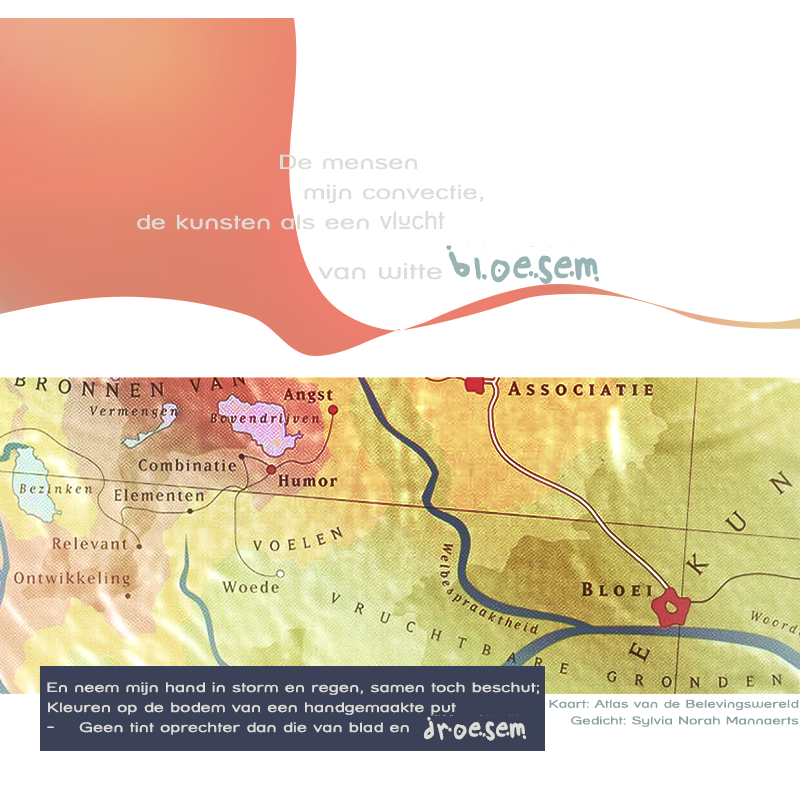 De mensen
mijn convectie,
de kunsten als een vlucht
van witte bloesem
BRONNEN VAN
Angst
ASSOCIATIE
Vermengen
Bovendrijven
Combinatie
Humor
Bezinken
Elementen
KUN
VOELEN
Relevant
Ontwikkeling
Woede
Welbespraaktheid
BLOEI
VRUCHTBARE GRONDEN
E
En neem mijn hand in storm en regen, samen toch beschut;
Kleuren op de bodem van een handgemaakte put
- Geen tint oprechter dan die van blad en droesem
Kaart: Atlas van de Belevingswereld
Gedicht: Sylvia Norah Mannaerts